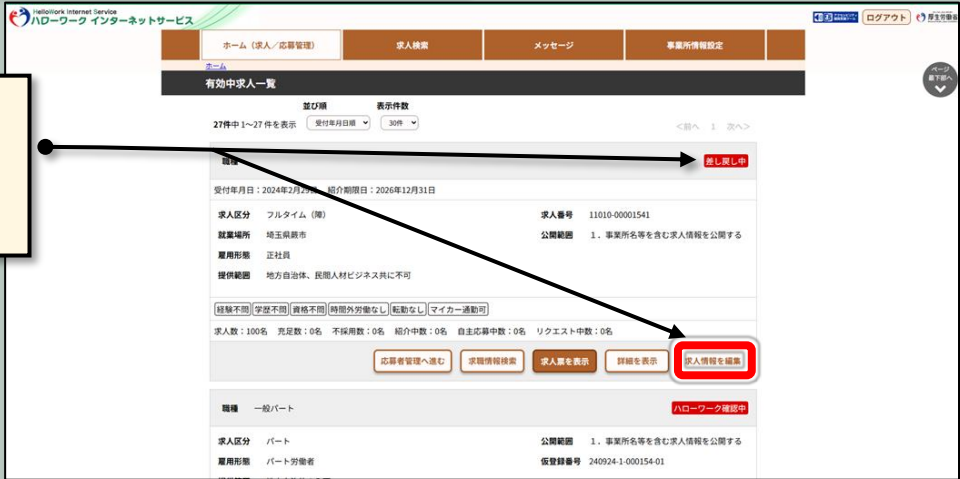 HelloWork Internet Service
ハローワーク インターネットサービス
ログアウト
厚生労働省
ホーム（求人／応募管理）
求人検索
メッセージ
事業所情報設定
ホーム
有効中求人一覧
ページ
最下部へ
並び順
表示件数
27件中 1～27 件を表示
受付年月日順
30件
<前へ 1 次へ>
職種
差し戻し中
受付年月日：2024年2月29日 紹介期限日：2026年12月31日
求人区分 フルタイム（障）
求人番号 11010-00001541
就業場所 埼玉県蕨市
公開範囲 1．事業所名等を含む求人情報を公開する
雇用形態 正社員
提供範囲 地方自治体、民間人材ビジネス共に不可
経験不問 学歴不問 資格不問 時間外労働なし 転勤なし マイカー通勤可
求人数：100名 充足数：0名 不採用数：0名 紹介中数：0名 自主応募中数：0名 リクエスト中数：0名
応募者管理へ進む
求職情報検索
求人票を表示
詳細を表示
求人情報を編集
職種 一般パート
ハローワーク確認中
求人区分 パート
公開範囲 1．事業所名等を含む求人情報を公開する
雇用形態 パート労働者
仮登録番号 240924-1-000154-01